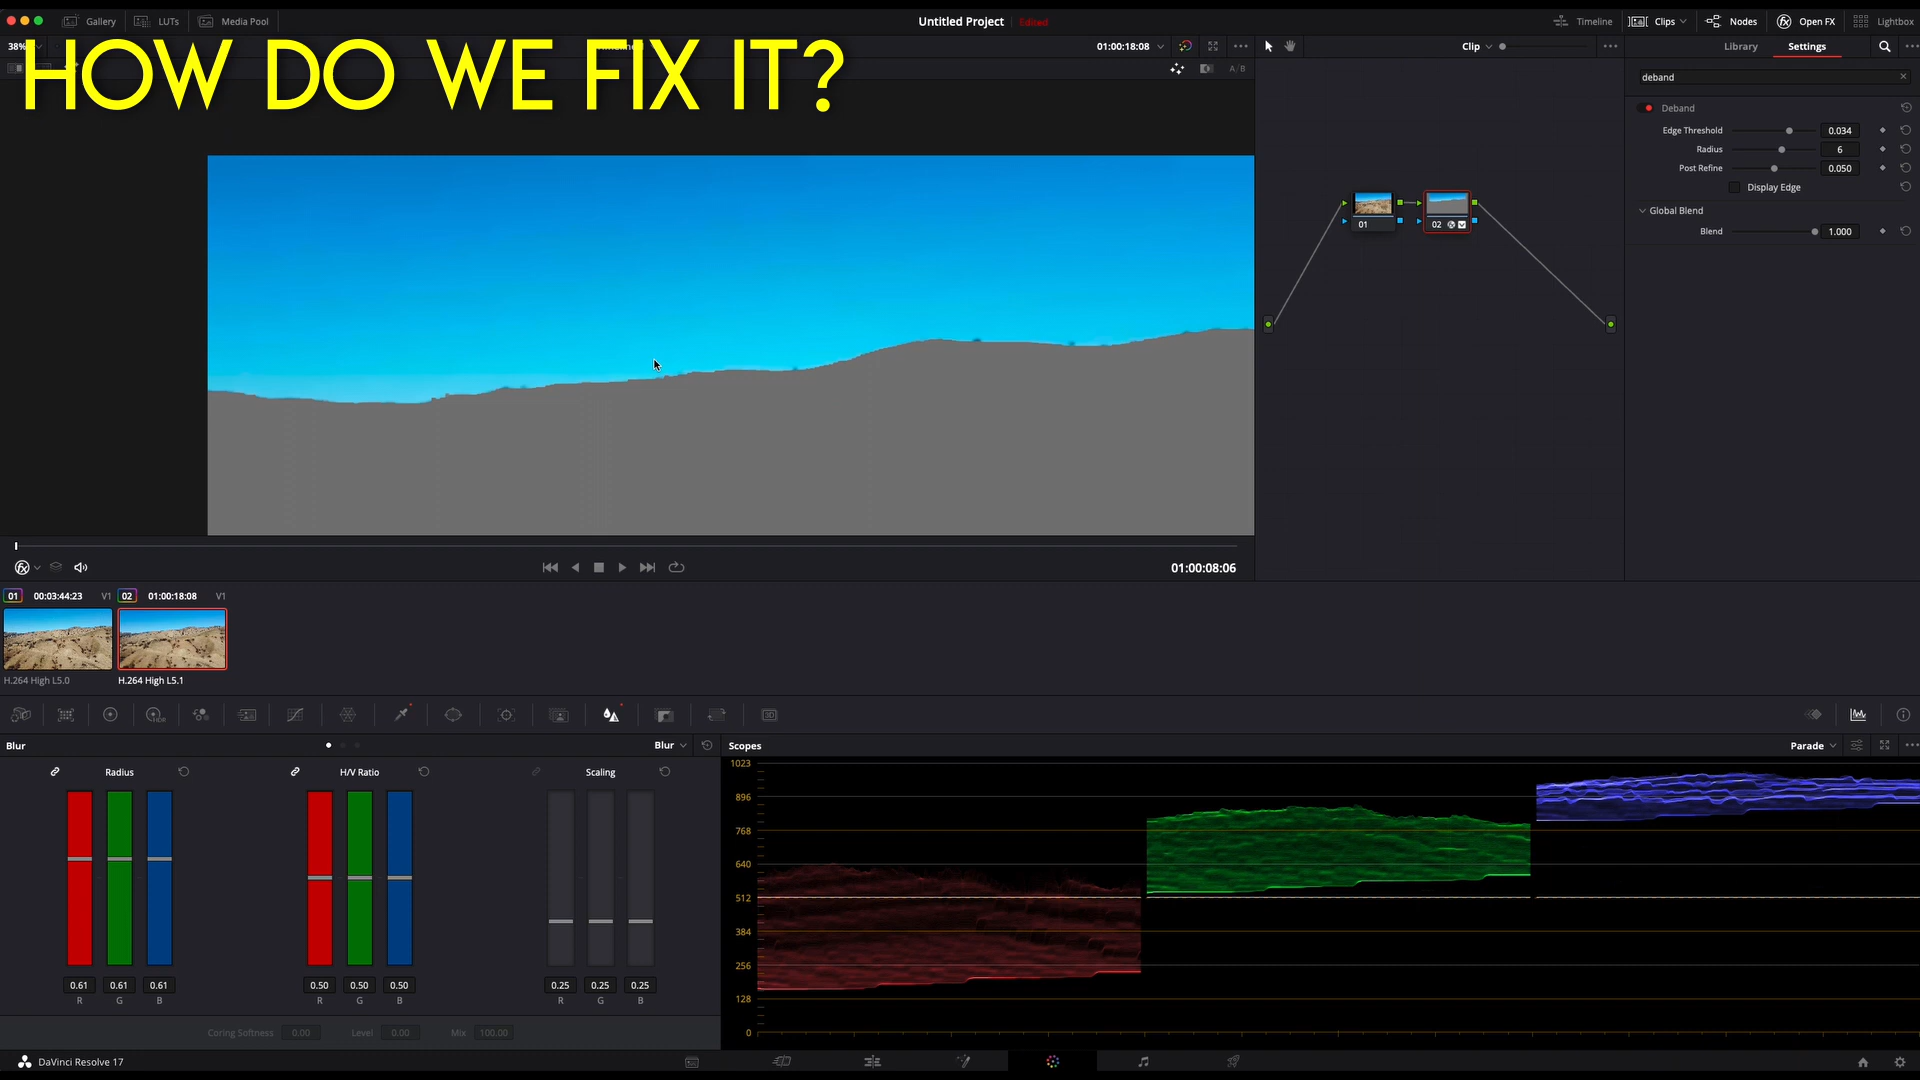 Gallery LUTs Media Pool Untitled Project Edited Timeline Clips Nodes Open FX Lightbox
38% 01:00:18:08 Clip Library Settings
HOW DO WE FIX IT?
A/B
deband
Deband
Edge Threshold 0.034
Radius 6
Post Refine 0.050
Display Edge
Global Blend
Blend 1.000
01 02
01:00:08:06
01 00:03:44:23 V1 02 01:00:18:08 V1
H.264 High L5.0 H.264 High L5.1
HDR 3D
Blur Blur Scopes Parade
Radius H/V Ratio Scaling
1023
896
768
640
512
384
256
128
0
0.61 0.61 0.61 0.50 0.50 0.50 0.25 0.25 0.25
R G B R G B R G B
Coring Softness 0.00 Level 0.00 Mix 100.00
DaVinci Resolve 17